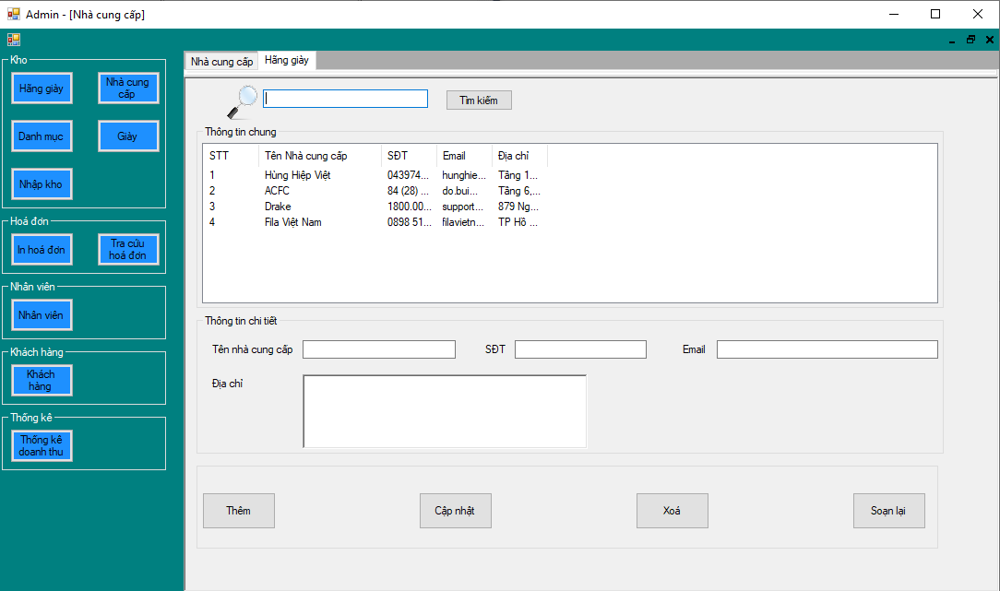 Admin - [Nhà cung cấp]
Kho
Hãng giày
Nhà cung
cấp
Danh mục
Giày
Nhập kho
Hoá đơn
In hoá đơn
Tra cứu
hoá đơn
Nhân viên
Nhân viên
Khách hàng
Khách
hàng
Thống kê
Thống kê
doanh thu
Nhà cung cấp Hãng giày
Tìm kiếm
Thông tin chung
STT Tên Nhà cung cấp SĐT Email Địa chỉ
1 Hùng Hiệp Việt 043974... hunghie... Tầng 1...
2 ACFC 84 (28) ... do.bui... Tầng 6,...
3 Drake 1800.00... support... 879 Ng...
4 Fila Việt Nam 0898 51... filavietn... TP Hồ ...
Thông tin chi tiết
Tên nhà cung cấp SĐT Email
Địa chỉ
Thêm Cập nhật Xoá Soạn lại